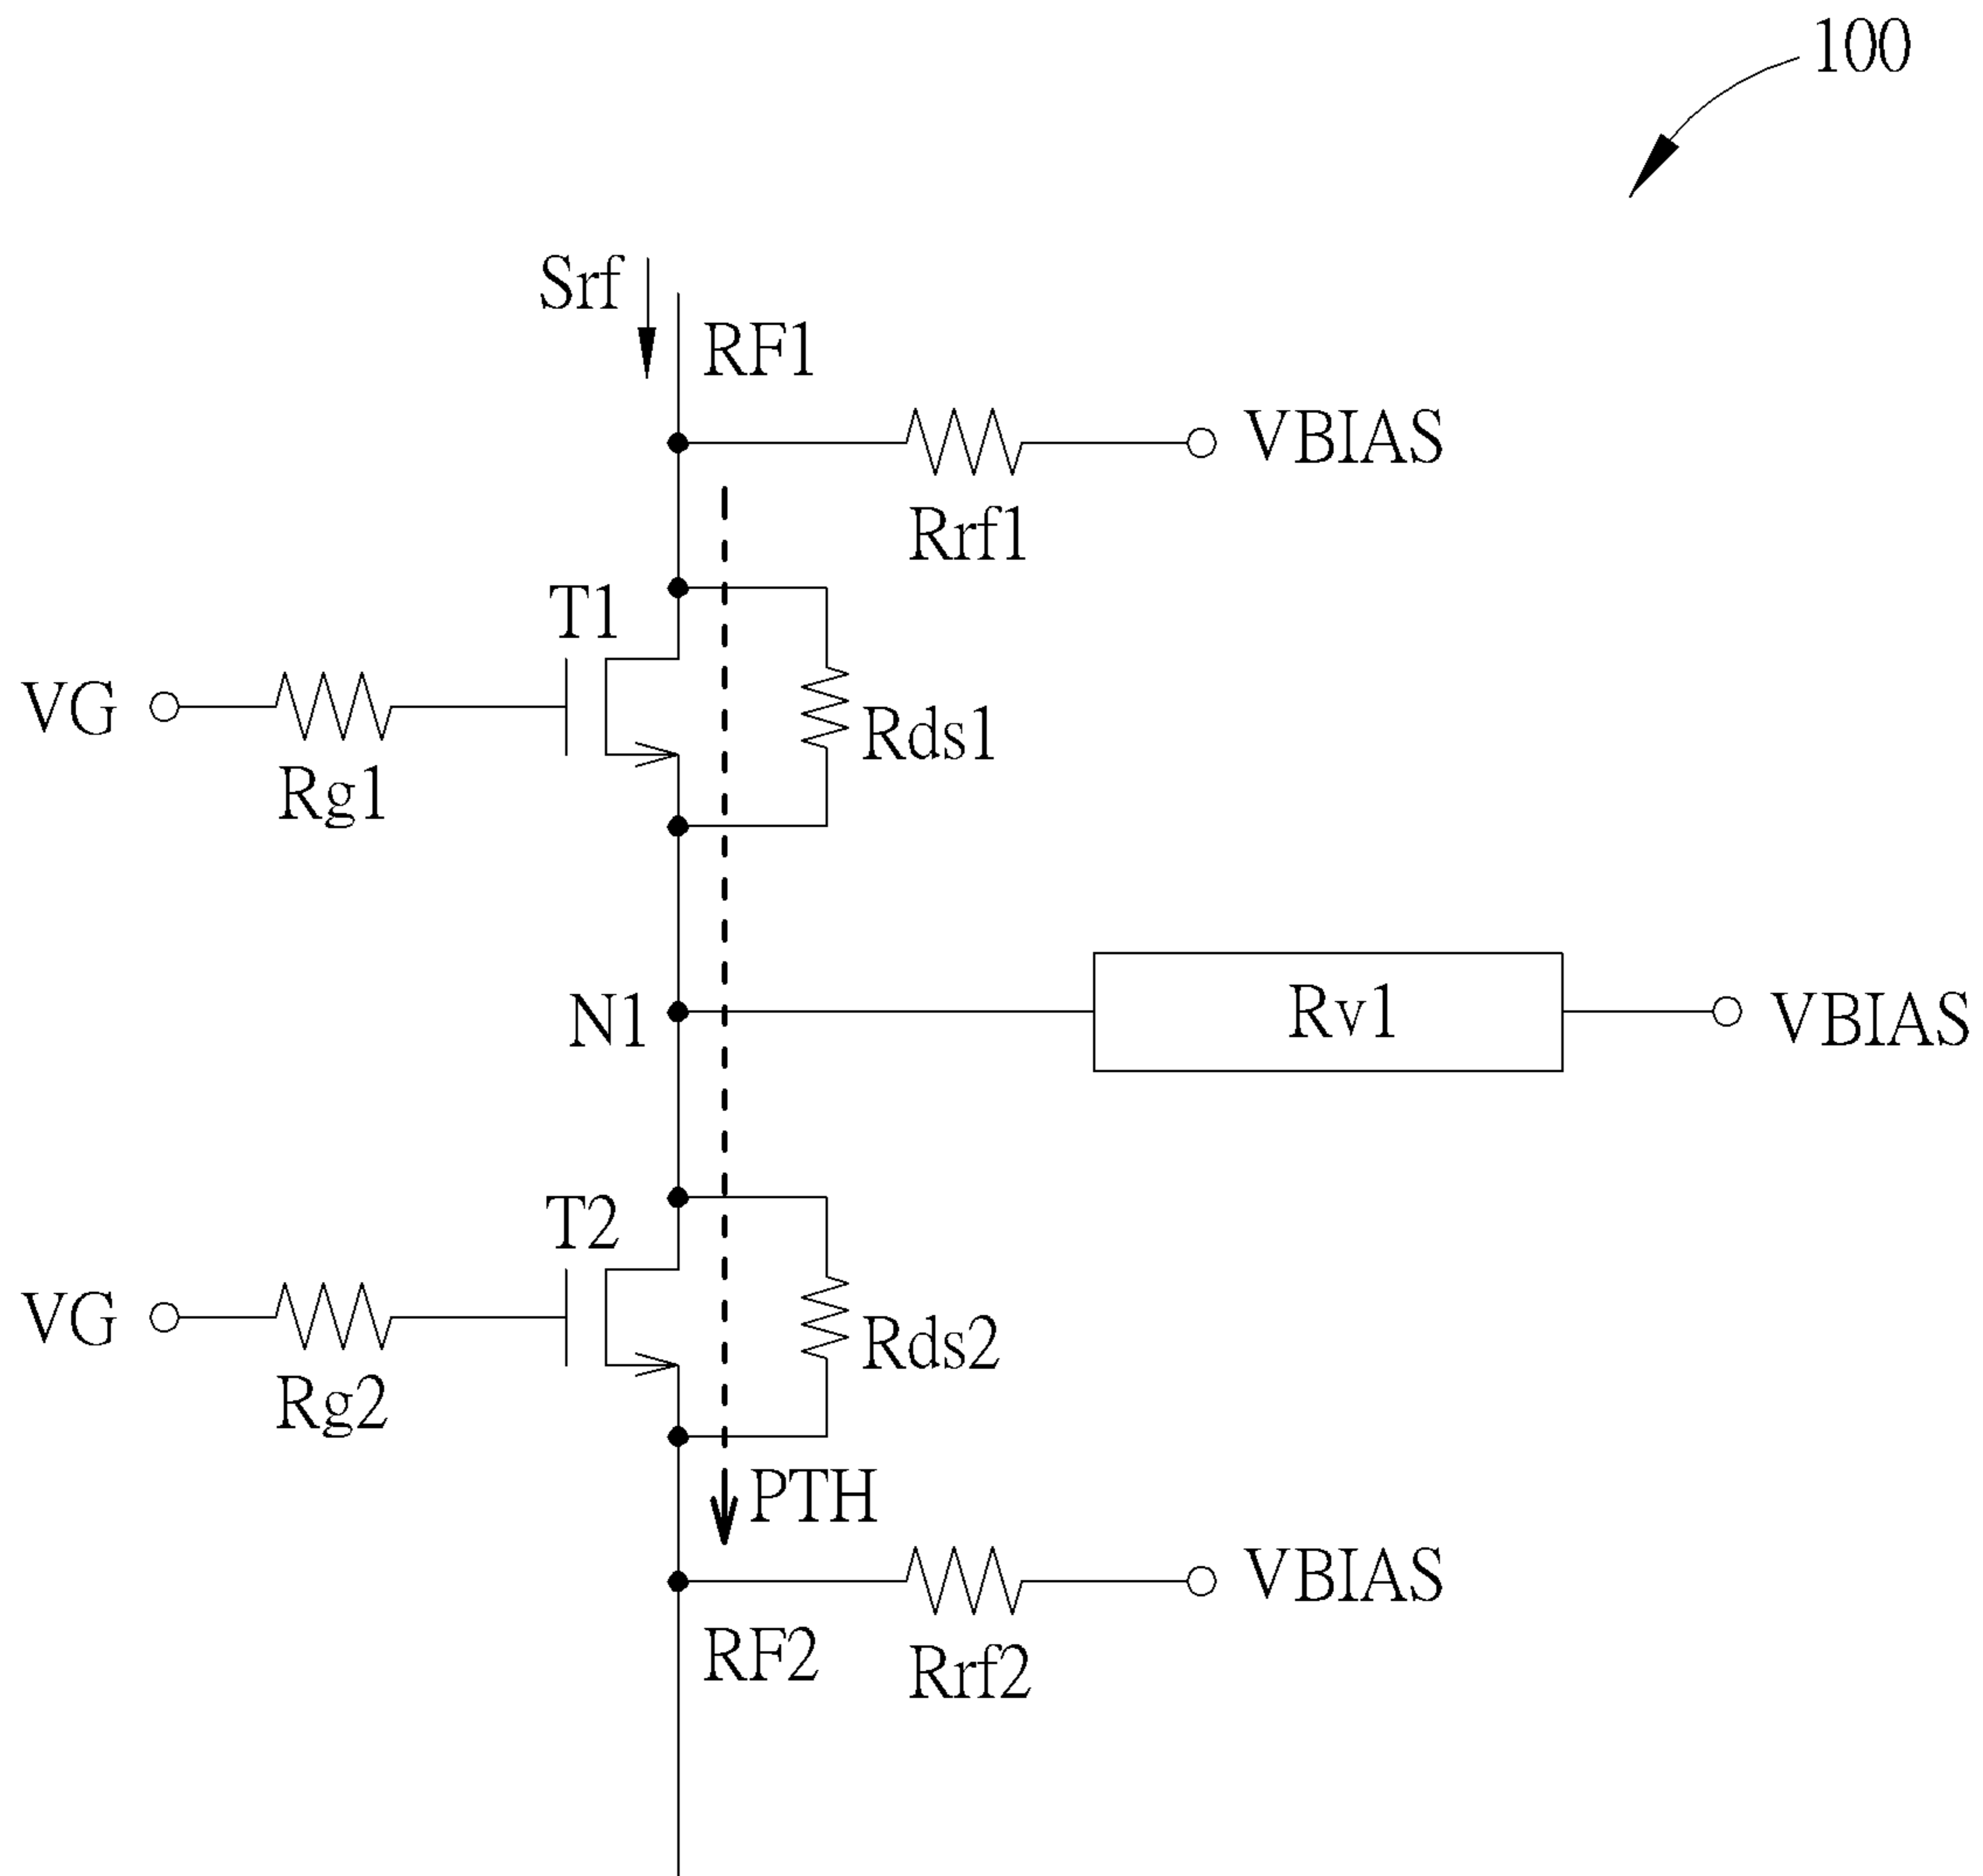 100
Srf
RF1
VBIAS
Rrf1
T1
VG
Rds1
Rg1
N1
Rv1
VBIAS
T2
VG
Rds2
Rg2
PTH
VBIAS
RF2
Rrf2